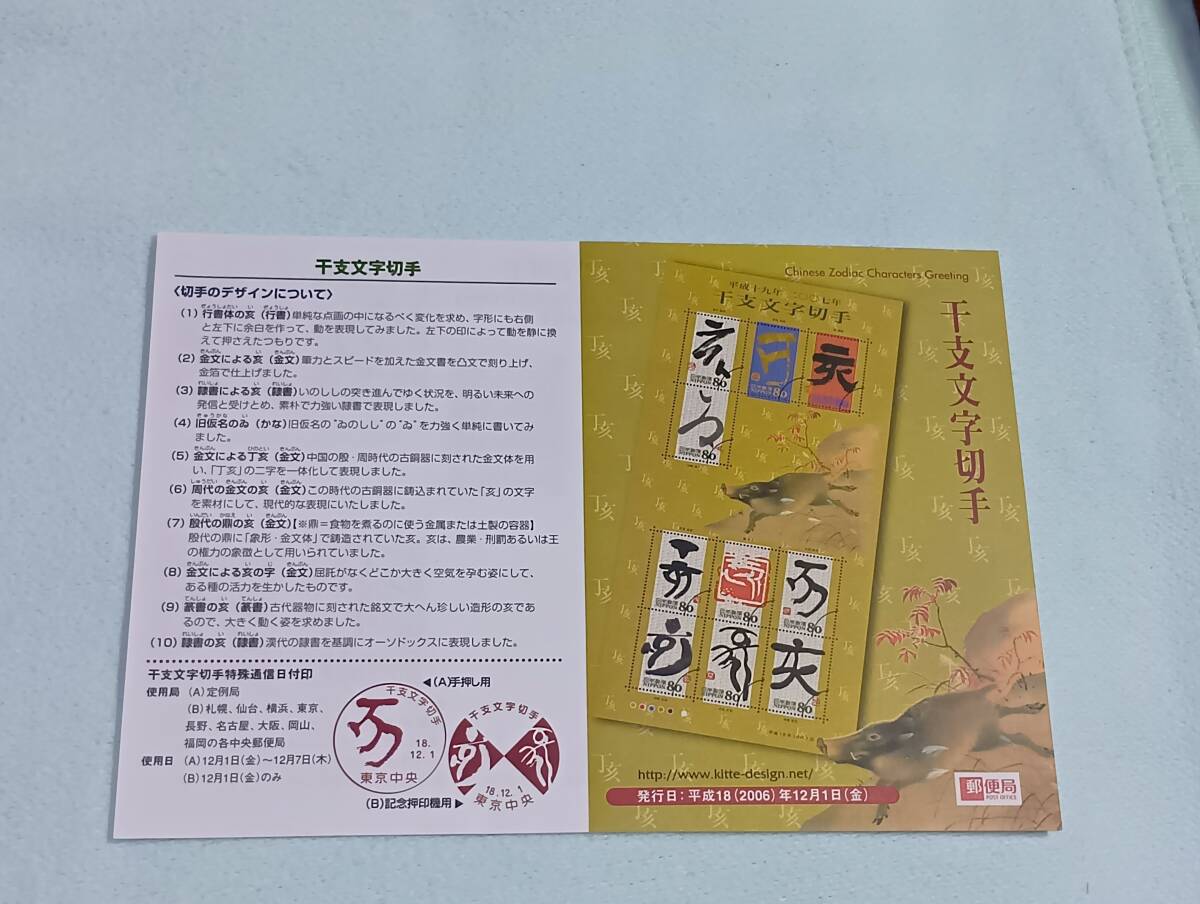 干支文字切手
〈切手のデザインについて〉
(1) 行書体の亥（行書）単純な点画の中になるべく変化を求め、字形にも右側
と左下に余白を作って、動を表現してみました。左下の印によって動を静に換
えて押さえたつもりです。
(2) 金文による亥（金文）筆力とスピードを加えた金文書を凸文で刻り上げ、
金箔で仕上げました。
(3) 隷書による亥（隷書）いのししの突き進んでゆく状況を、明るい未来への
発信と受けとめ、素朴で力強い隷書で表現しました。
(4) 旧仮名のゐ（かな）旧仮名の"ゐのしし"の"ゐ"を力強く単純に書いてみ
ました。
(5) 金文による丁亥（金文）中国の殷・周時代の古銅器に刻された金文体を用
い、「丁亥」の二字を一体化して表現しました。
(6) 周代の金文の亥（金文）この時代の古銅器に鋳込まれていた「亥」の文字
を素材にして、現代的な表現にいたしました。
(7) 殷代の鼎の亥（金文）【※鼎＝食物を煮るのに使う金属または土製の容器】
殷代の鼎に「象形・金文体」で鋳造されていた亥。亥は、農業・刑罰あるいは王
の権力の象徴として用いられていました。
(8) 金文による亥の字（金文）屈託がなくどこか大きく空気を孕む姿にして、
ある種の活力を生かしたものです。
(9) 篆書の亥（篆書）古代器物に刻された銘文で大へん珍しい造形の亥であ
るので、大きく動く姿を求めました。
(10) 隷書の亥（隷書）漢代の隷書を基調にオーソドックスに表現しました。
干支文字切手特殊通信日付印
使用局 (A)定例局
(B)札幌、仙台、横浜、東京、
長野、名古屋、大阪、岡山、
福岡の各中央郵便局
使用日 (A)12月1日(金)～12月7日(木)
(B)12月1日(金)のみ
◀(A)手押し用
干支文字切手
18.
12.1
東京中央
干支文字切手
18.12.1
東京中央
(B)記念押印機用▶
Chinese Zodiac Characters Greeting
干支文字切手
平成十九年 二〇〇七年
干支文字切手
日本郵便 NIPPON 80
http://www.kitte-design.net/
発行日：平成18(2006)年12月1日(金)
郵便局
POST OFFICE